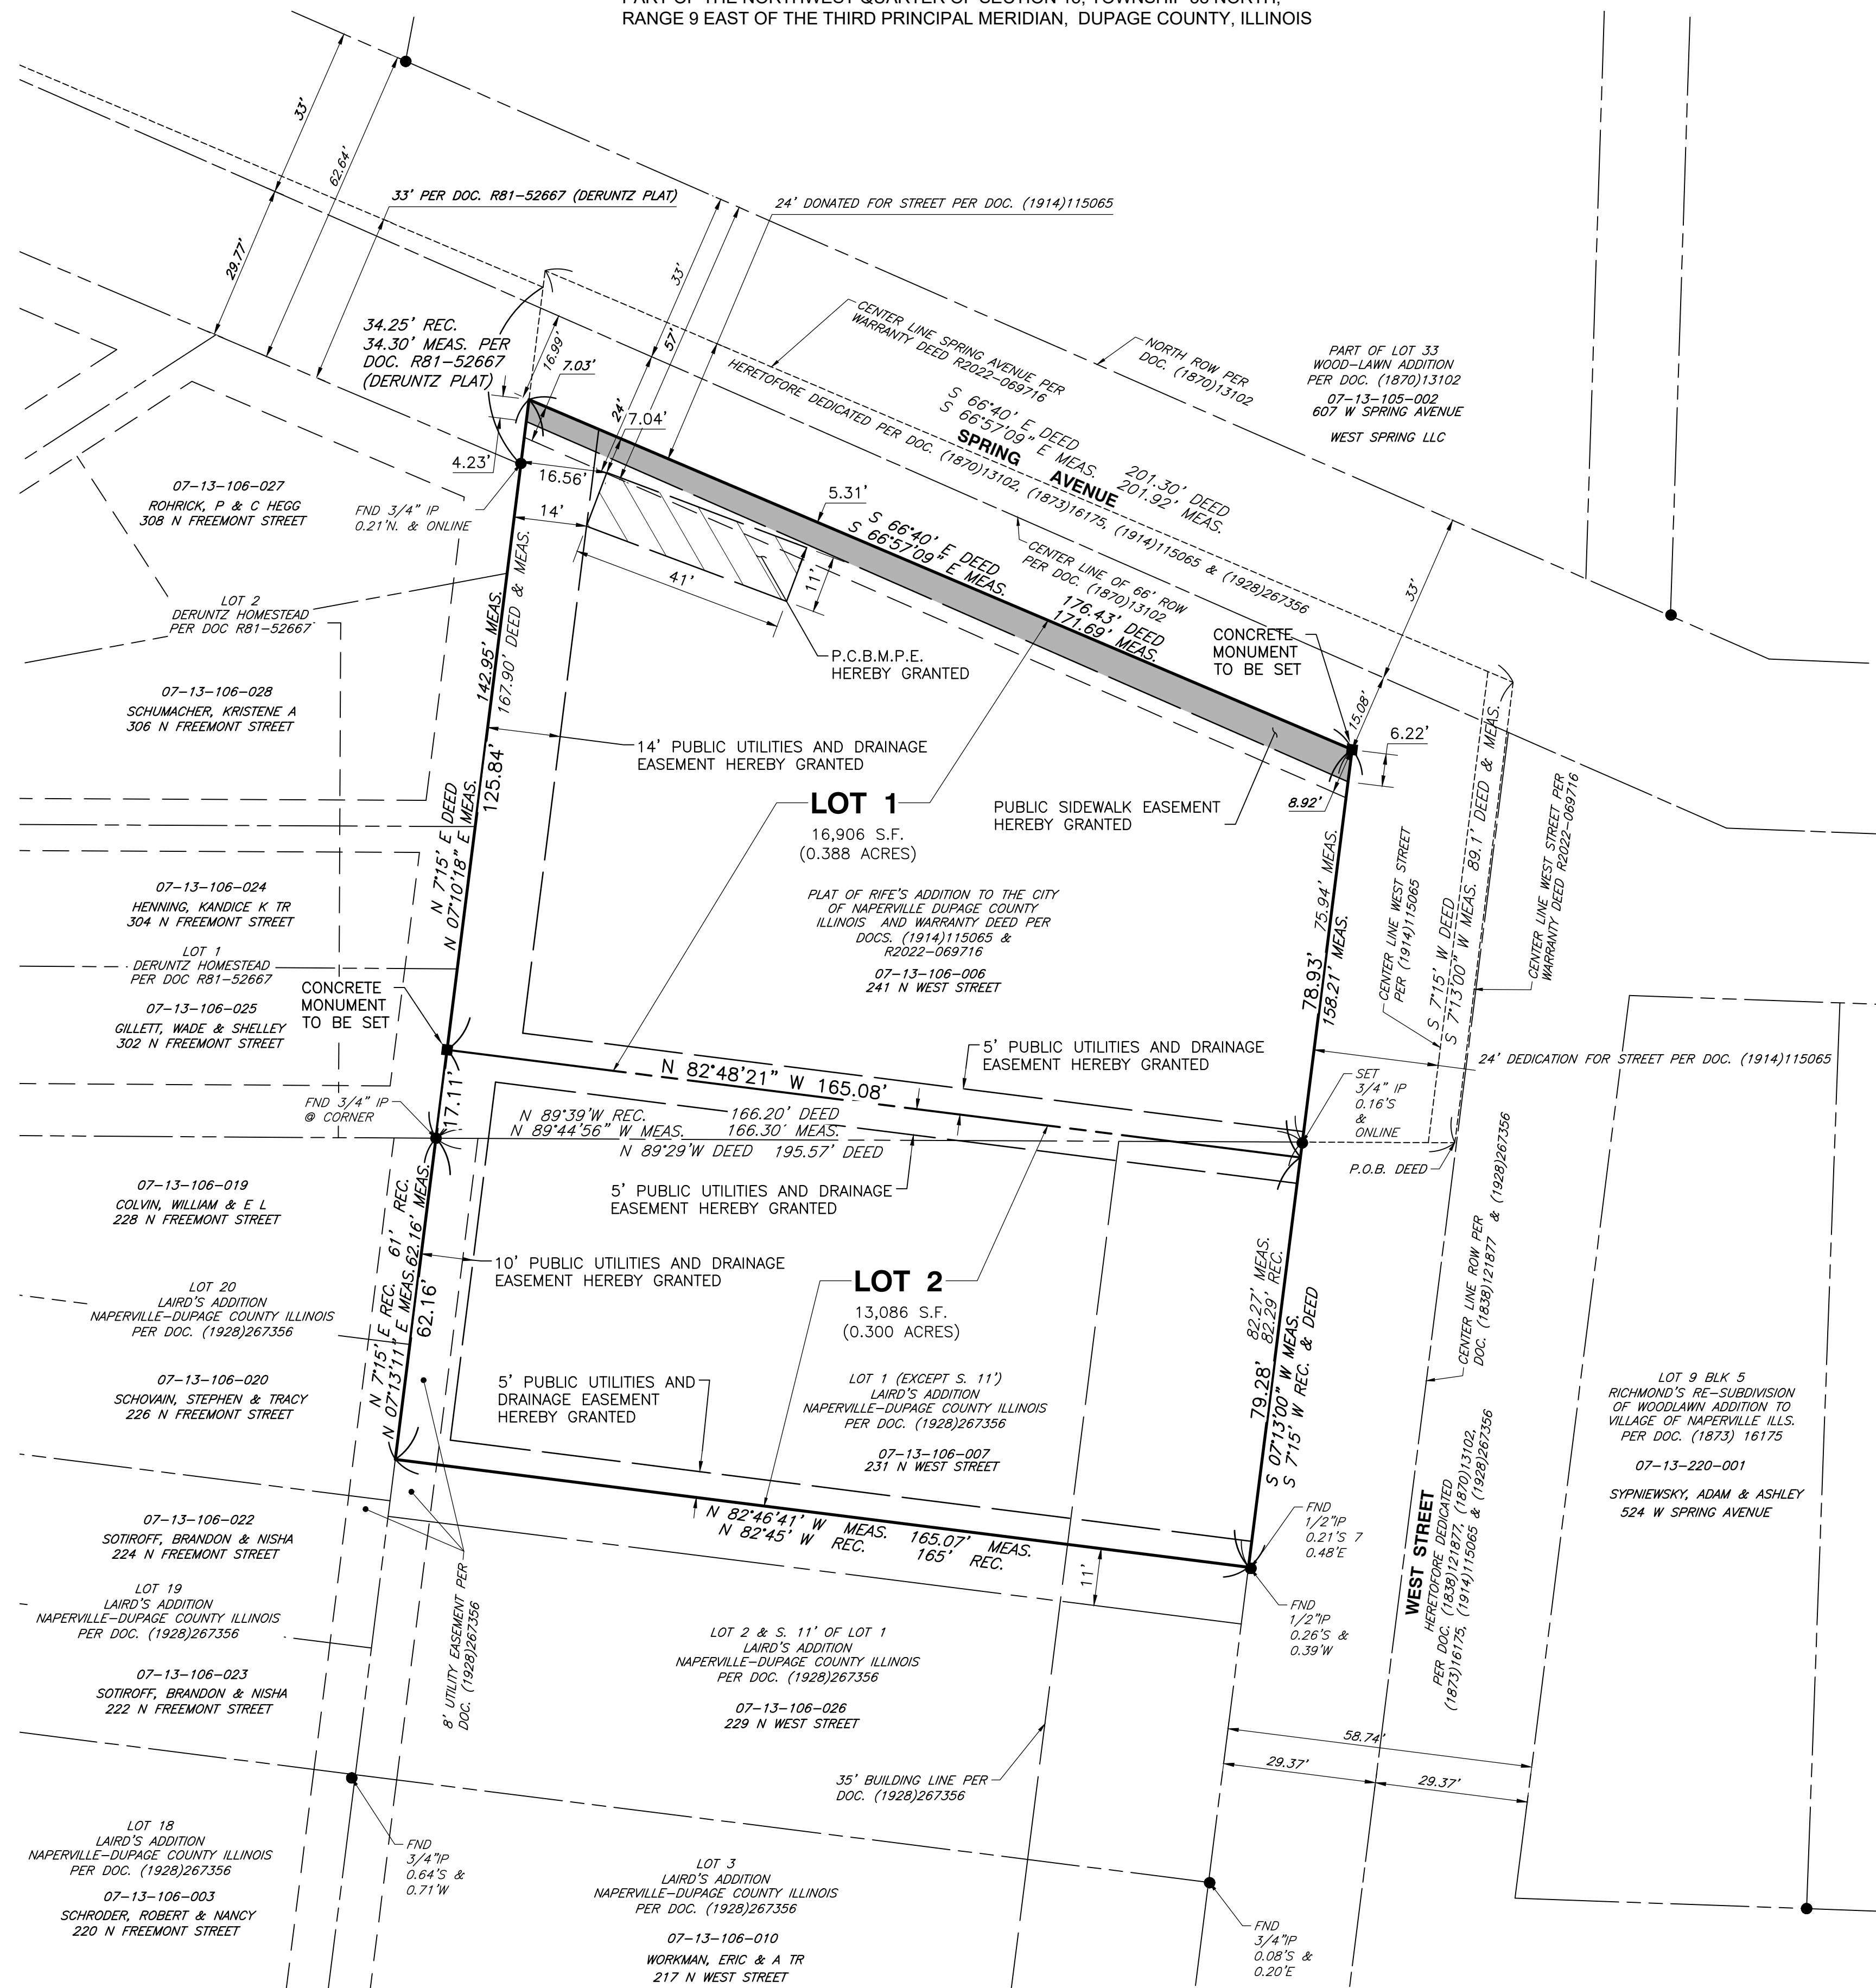 RANGE 9 EAST OF THE THIRD PRINCIPAL MERIDIAN, DUPAGE COUNTY, ILLINOIS
33'
62.64'
29.77'
33' PER DOC. R81-52667 (DERUNTZ PLAT)
24' DONATED FOR STREET PER DOC. (1914)115065
33'
57'
24'
34.25' REC.
34.30' MEAS. PER
DOC. R81-52667
(DERUNTZ PLAT)
16.99'
7.03'
7.04'
4.23'
16.56'
14'
41'
11'
5.31'
CENTER LINE SPRING AVENUE PER
WARRANTY DEED R2022-069716
NORTH ROW PER
DOC. (1870)13102
PART OF LOT 33
WOOD-LAWN ADDITION
PER DOC. (1870)13102
07-13-105-002
607 W SPRING AVENUE
WEST SPRING LLC
S 66°40' E DEED
S 66°57'09" E MEAS.
201.30' DEED
201.92' MEAS.
SPRING AVENUE
HERETOFORE DEDICATED PER DOC. (1870)13102, (1873)16175, (1914)115065 & (1928)267356
S 66°40' E DEED
S 66°57'09" E MEAS.
176.43' DEED
171.69' MEAS.
CENTER LINE OF 66' ROW
PER DOC. (1870)13102
33'
15.08'
6.22'
8.92'
CONCRETE
MONUMENT
TO BE SET
07-13-106-027
ROHRICK, P & C HEGG
308 N FREEMONT STREET
FND 3/4" IP
0.21'N. & ONLINE
LOT 2
DERUNTZ HOMESTEAD
PER DOC R81-52667
P.C.B.M.P.E.
HEREBY GRANTED
142.95' MEAS.
167.90' DEED & MEAS.
07-13-106-028
SCHUMACHER, KRISTENE A
306 N FREEMONT STREET
14' PUBLIC UTILITIES AND DRAINAGE
EASEMENT HEREBY GRANTED
125.84'
N 7°15' E DEED
N 07°10'18" E MEAS.
LOT 1
16,906 S.F.
(0.388 ACRES)
PUBLIC SIDEWALK EASEMENT
HEREBY GRANTED
PLAT OF RIFE'S ADDITION TO THE CITY
OF NAPERVILLE DUPAGE COUNTY
ILLINOIS AND WARRANTY DEED PER
DOCS. (1914)115065 &
R2022-069716
07-13-106-006
241 N WEST STREET
75.94' MEAS.
78.93'
158.21' MEAS.
CENTER LINE WEST STREET
PER (1914)115065
S 7°15' W DEED
S 7°13'00" W MEAS. 89.1' DEED & MEAS.
CENTER LINE WEST STREET PER
WARRANTY DEED R2022-069716
07-13-106-024
HENNING, KANDICE K TR
304 N FREEMONT STREET
LOT 1
DERUNTZ HOMESTEAD
PER DOC R81-52667
CONCRETE
MONUMENT
TO BE SET
07-13-106-025
GILLETT, WADE & SHELLEY
302 N FREEMONT STREET
5' PUBLIC UTILITIES AND DRAINAGE
EASEMENT HEREBY GRANTED
24' DEDICATION FOR STREET PER DOC. (1914)115065
N 82°48'21" W 165.08'
SET
3/4" IP
0.16'S
&
ONLINE
FND 3/4" IP
@ CORNER
17.11'
N 89°39'W REC. 166.20' DEED
N 89°44'56" W MEAS. 166.30' MEAS.
N 89°29'W DEED 195.57' DEED
P.O.B. DEED
5' PUBLIC UTILITIES AND DRAINAGE
EASEMENT HEREBY GRANTED
07-13-106-019
COLVIN, WILLIAM & E L
228 N FREEMONT STREET
10' PUBLIC UTILITIES AND DRAINAGE
EASEMENT HEREBY GRANTED
N 7°15' E REC. 61' REC.
N 07°13'11" E MEAS. 62.16' MEAS.
62.16'
LOT 2
13,086 S.F.
(0.300 ACRES)
82.27' MEAS.
82.29' REC.
79.28'
S 07°13'00" W MEAS.
S 7°15' W REC. & DEED
CENTER LINE ROW PER
DOC. (1838)121877 & (1928)267356
LOT 20
LAIRD'S ADDITION
NAPERVILLE-DUPAGE COUNTY ILLINOIS
PER DOC. (1928)267356
07-13-106-020
SCHOVAIN, STEPHEN & TRACY
226 N FREEMONT STREET
5' PUBLIC UTILITIES AND
DRAINAGE EASEMENT
HEREBY GRANTED
LOT 1 (EXCEPT S. 11')
LAIRD'S ADDITION
NAPERVILLE-DUPAGE COUNTY ILLINOIS
PER DOC. (1928)267356
07-13-106-007
231 N WEST STREET
LOT 9 BLK 5
RICHMOND'S RE-SUBDIVISION
OF WOODLAWN ADDITION TO
VILLAGE OF NAPERVILLE ILLS.
PER DOC. (1873) 16175
07-13-220-001
SYPNIEWSKY, ADAM & ASHLEY
524 W SPRING AVENUE
N 82°46'41" W MEAS. 165.07' MEAS.
N 82°45' W REC. 165' REC.
11'
FND
1/2"IP
0.21'S 7
0.48'E
FND
1/2"IP
0.26'S &
0.39'W
WEST STREET
HERETOFORE DEDICATED
PER DOC. (1838)121877, (1870)13102,
(1873)16175, (1914)115065 & (1928)267356
07-13-106-022
SOTIROFF, BRANDON & NISHA
224 N FREEMONT STREET
LOT 19
LAIRD'S ADDITION
NAPERVILLE-DUPAGE COUNTY ILLINOIS
PER DOC. (1928)267356
07-13-106-023
SOTIROFF, BRANDON & NISHA
222 N FREEMONT STREET
8' UTILITY EASEMENT PER
DOC. (1928)267356
LOT 2 & S. 11' OF LOT 1
LAIRD'S ADDITION
NAPERVILLE-DUPAGE COUNTY ILLINOIS
PER DOC. (1928)267356
07-13-106-026
229 N WEST STREET
35' BUILDING LINE PER
DOC. (1928)267356
58.74'
29.37'
29.37'
LOT 18
LAIRD'S ADDITION
NAPERVILLE-DUPAGE COUNTY ILLINOIS
PER DOC. (1928)267356
07-13-106-003
SCHRODER, ROBERT & NANCY
220 N FREEMONT STREET
FND
3/4"IP
0.64'S &
0.71'W
LOT 3
LAIRD'S ADDITION
NAPERVILLE-DUPAGE COUNTY ILLINOIS
PER DOC. (1928)267356
07-13-106-010
WORKMAN, ERIC & A TR
217 N WEST STREET
FND
3/4"IP
0.08'S &
0.20'E